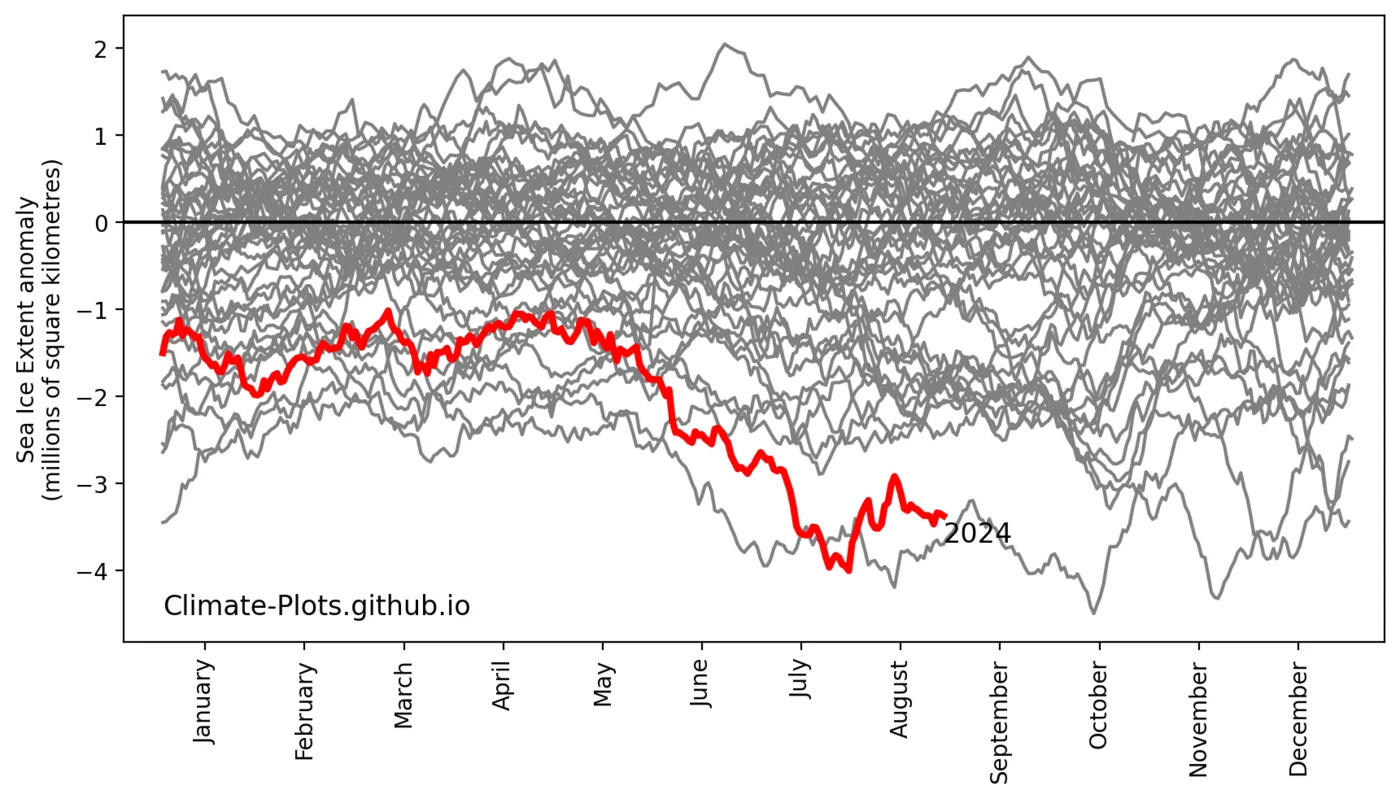 Sea Ice Extent anomaly
(millions of square kilometres)
2
1
0
−1
−2
−3
−4
2024
Climate-Plots.github.io
January
February
March
April
May
June
July
August
September
October
November
December